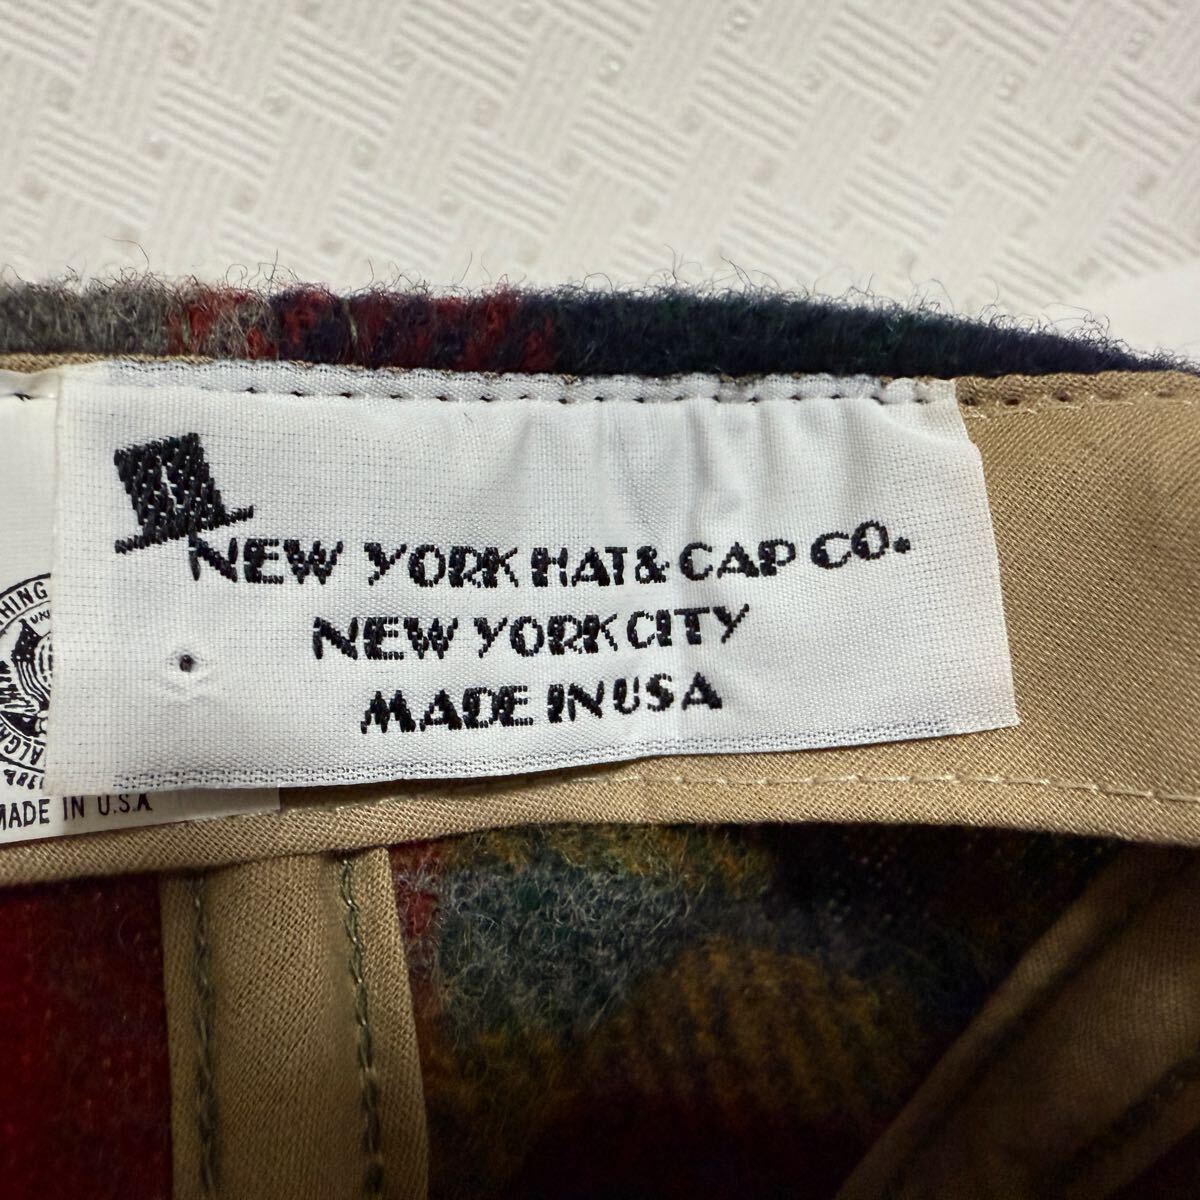 NEW YORK HAT & CAP CO.
NEW YORK CITY
MADE IN USA
MADE IN U.S.A